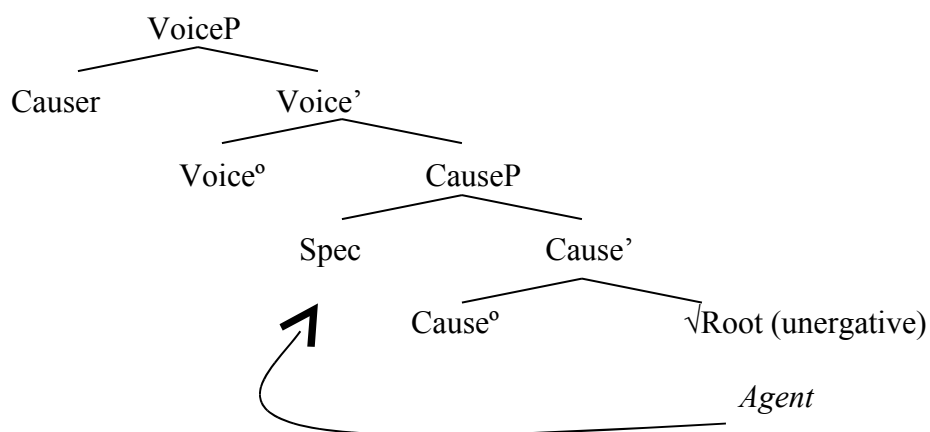 VoiceP
Causer Voice’
Voiceº CauseP
Spec Cause’
Causeº √Root (unergative)
Agent